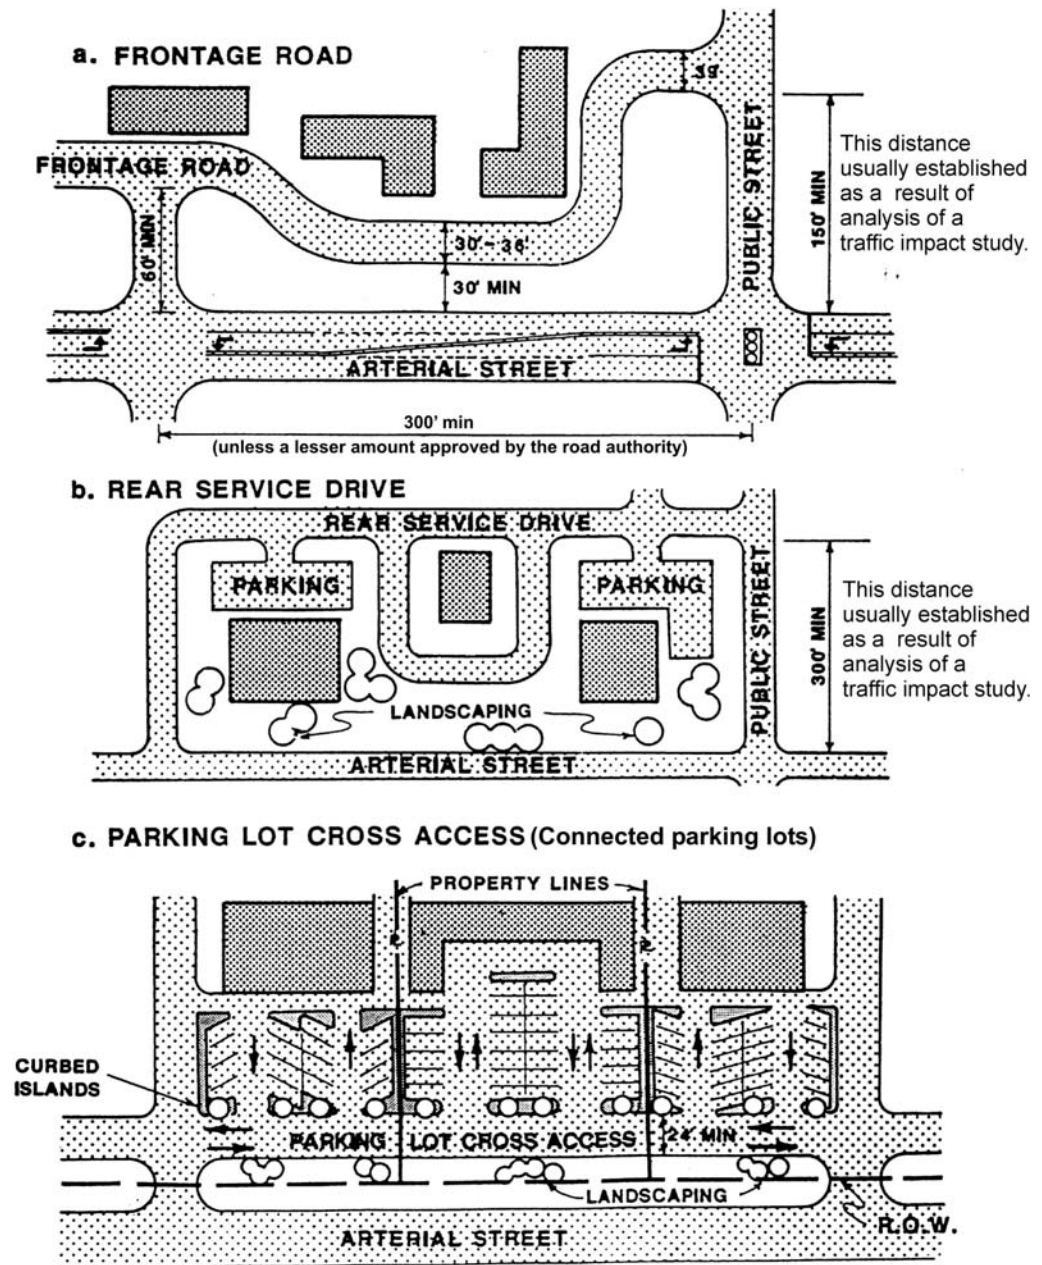 a. FRONTAGE ROAD
39'
FRONTAGE ROAD
PUBLIC STREET
150' MIN
This distance
usually established
as a result of
analysis of a
traffic impact study.
60' MIN
30' - 36'
30' MIN
ARTERIAL STREET
300' min
(unless a lesser amount approved by the road authority)
b. REAR SERVICE DRIVE
REAR SERVICE DRIVE
PARKING
PARKING
PUBLIC STREET
300' MIN
This distance
usually established
as a result of
analysis of a
traffic impact study.
LANDSCAPING
ARTERIAL STREET
c. PARKING LOT CROSS ACCESS (Connected parking lots)
PROPERTY LINES
CURBED
ISLANDS
PARKING LOT CROSS ACCESS
24' MIN
LANDSCAPING
R.O.W.
ARTERIAL STREET